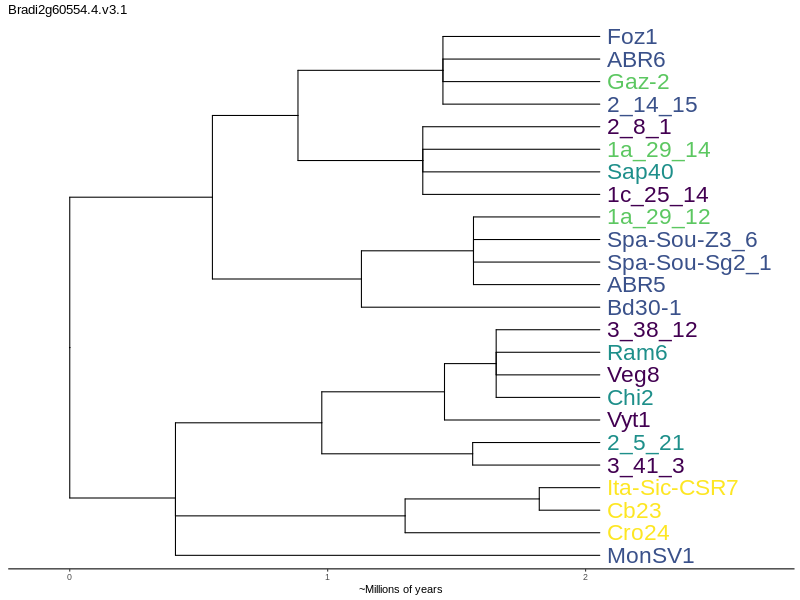 Bradi2g60554.4.v3.1
Foz1
ABR6
Gaz-2
2_14_15
2_8_1
1a_29_14
Sap40
1c_25_14
1a_29_12
Spa-Sou-Z3_6
Spa-Sou-Sg2_1
ABR5
Bd30-1
3_38_12
Ram6
Veg8
Chi2
Vyt1
2_5_21
3_41_3
Ita-Sic-CSR7
Cb23
Cro24
MonSV1
0 1 2
~Millions of years